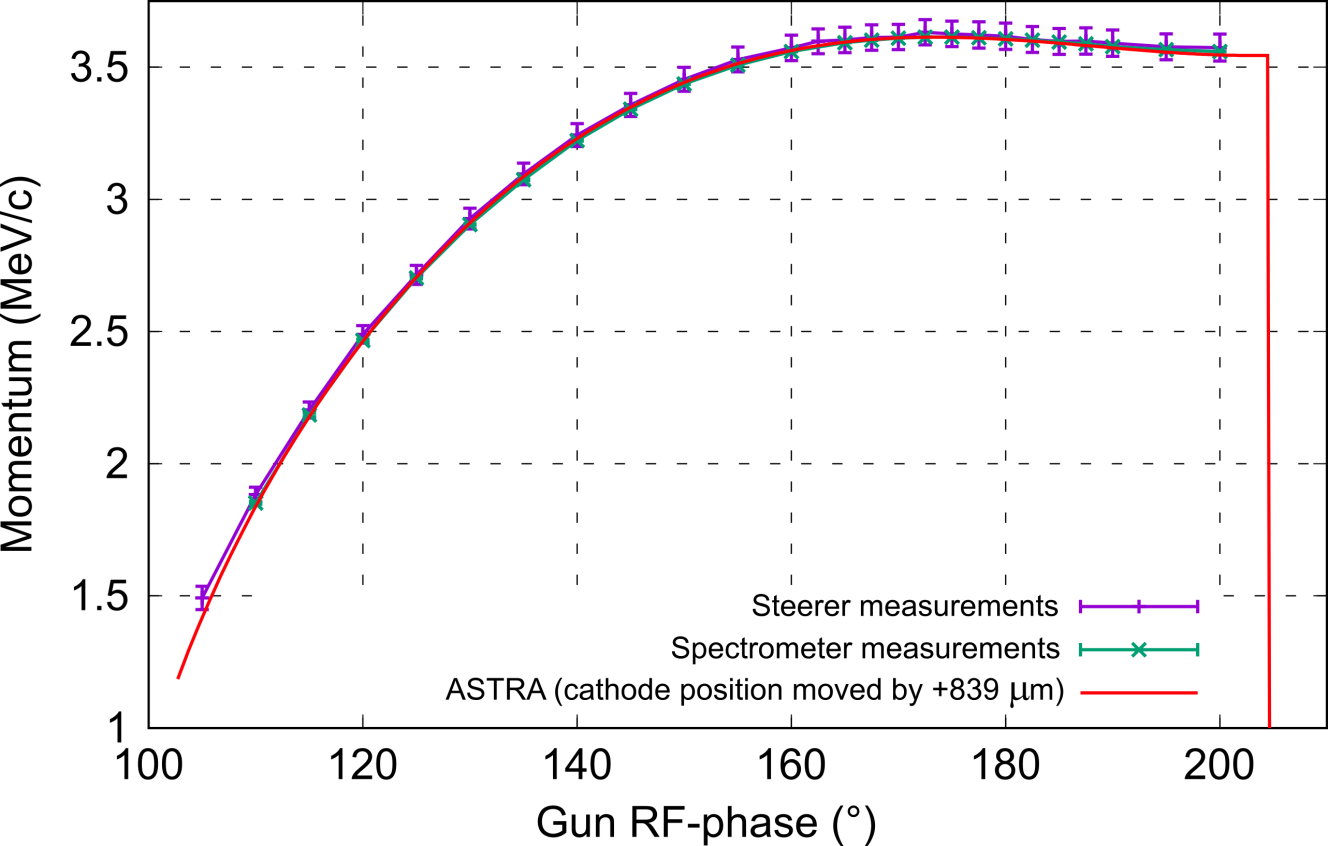 3.5
3
2.5
2
1.5
1
Momentum (MeV/c)
Steerer measurements
Spectrometer measurements
ASTRA (cathode position moved by +839 μm)
100 120 140 160 180 200
Gun RF-phase (°)